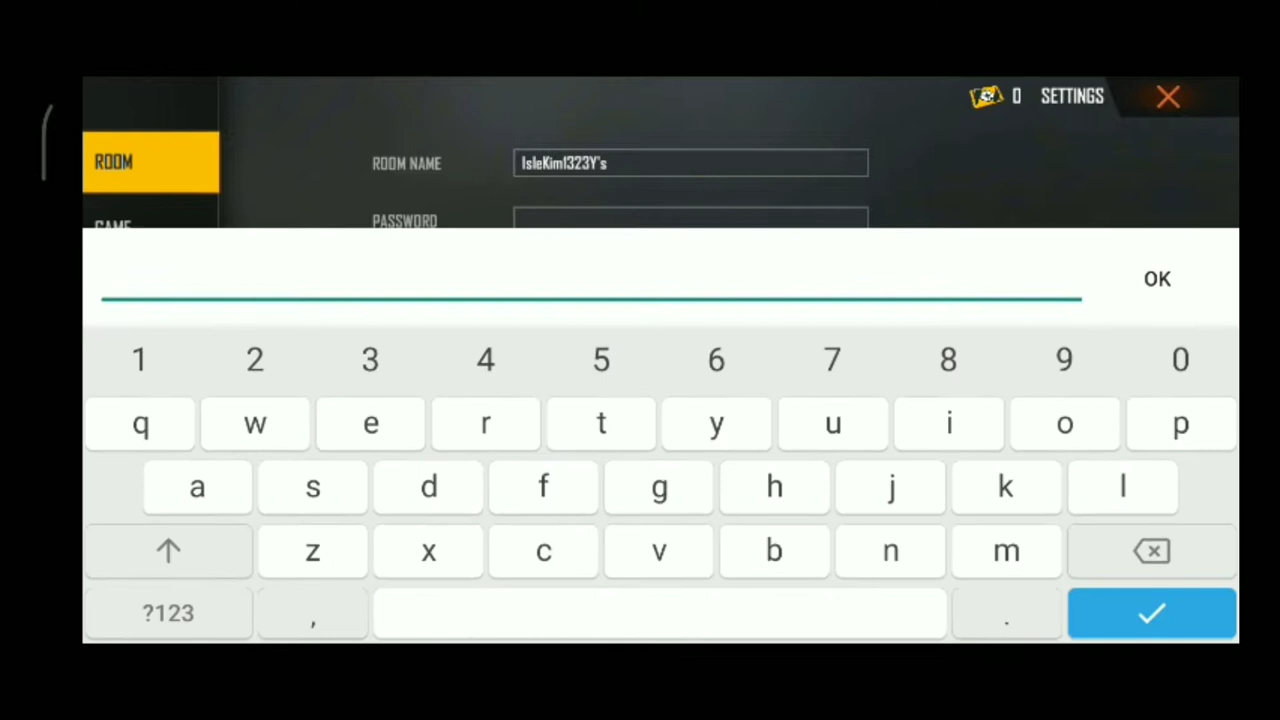 0 SETTINGS
ROOM
ROOM NAME IsleKim1323Y's
GAME
PASSWORD
OK
1 2 3 4 5 6 7 8 9 0
q w e r t y u i o p
a s d f g h j k l
z x c v b n m
?123 , .